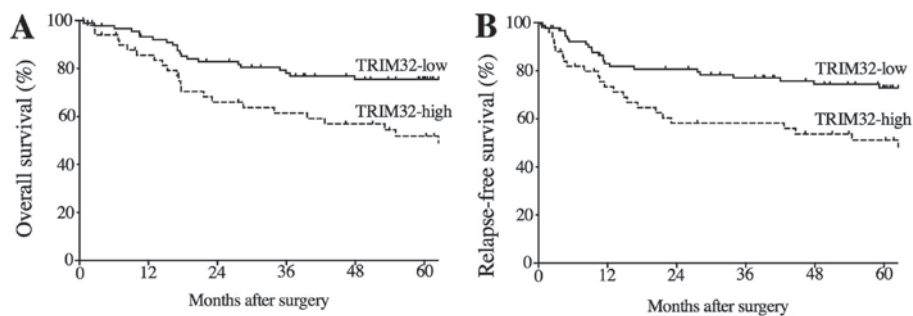 A
Overall survival (%)
100
80
60
80
20
0
TRIM32-low
TRIM32-high
0 12 24 36 48 60
Months after surgery
B
Relapse-free survival (%)
100
80
60
80
20
0
TRIM32-low
TRIM32-high
0 12 24 36 48 60
Months after surgery